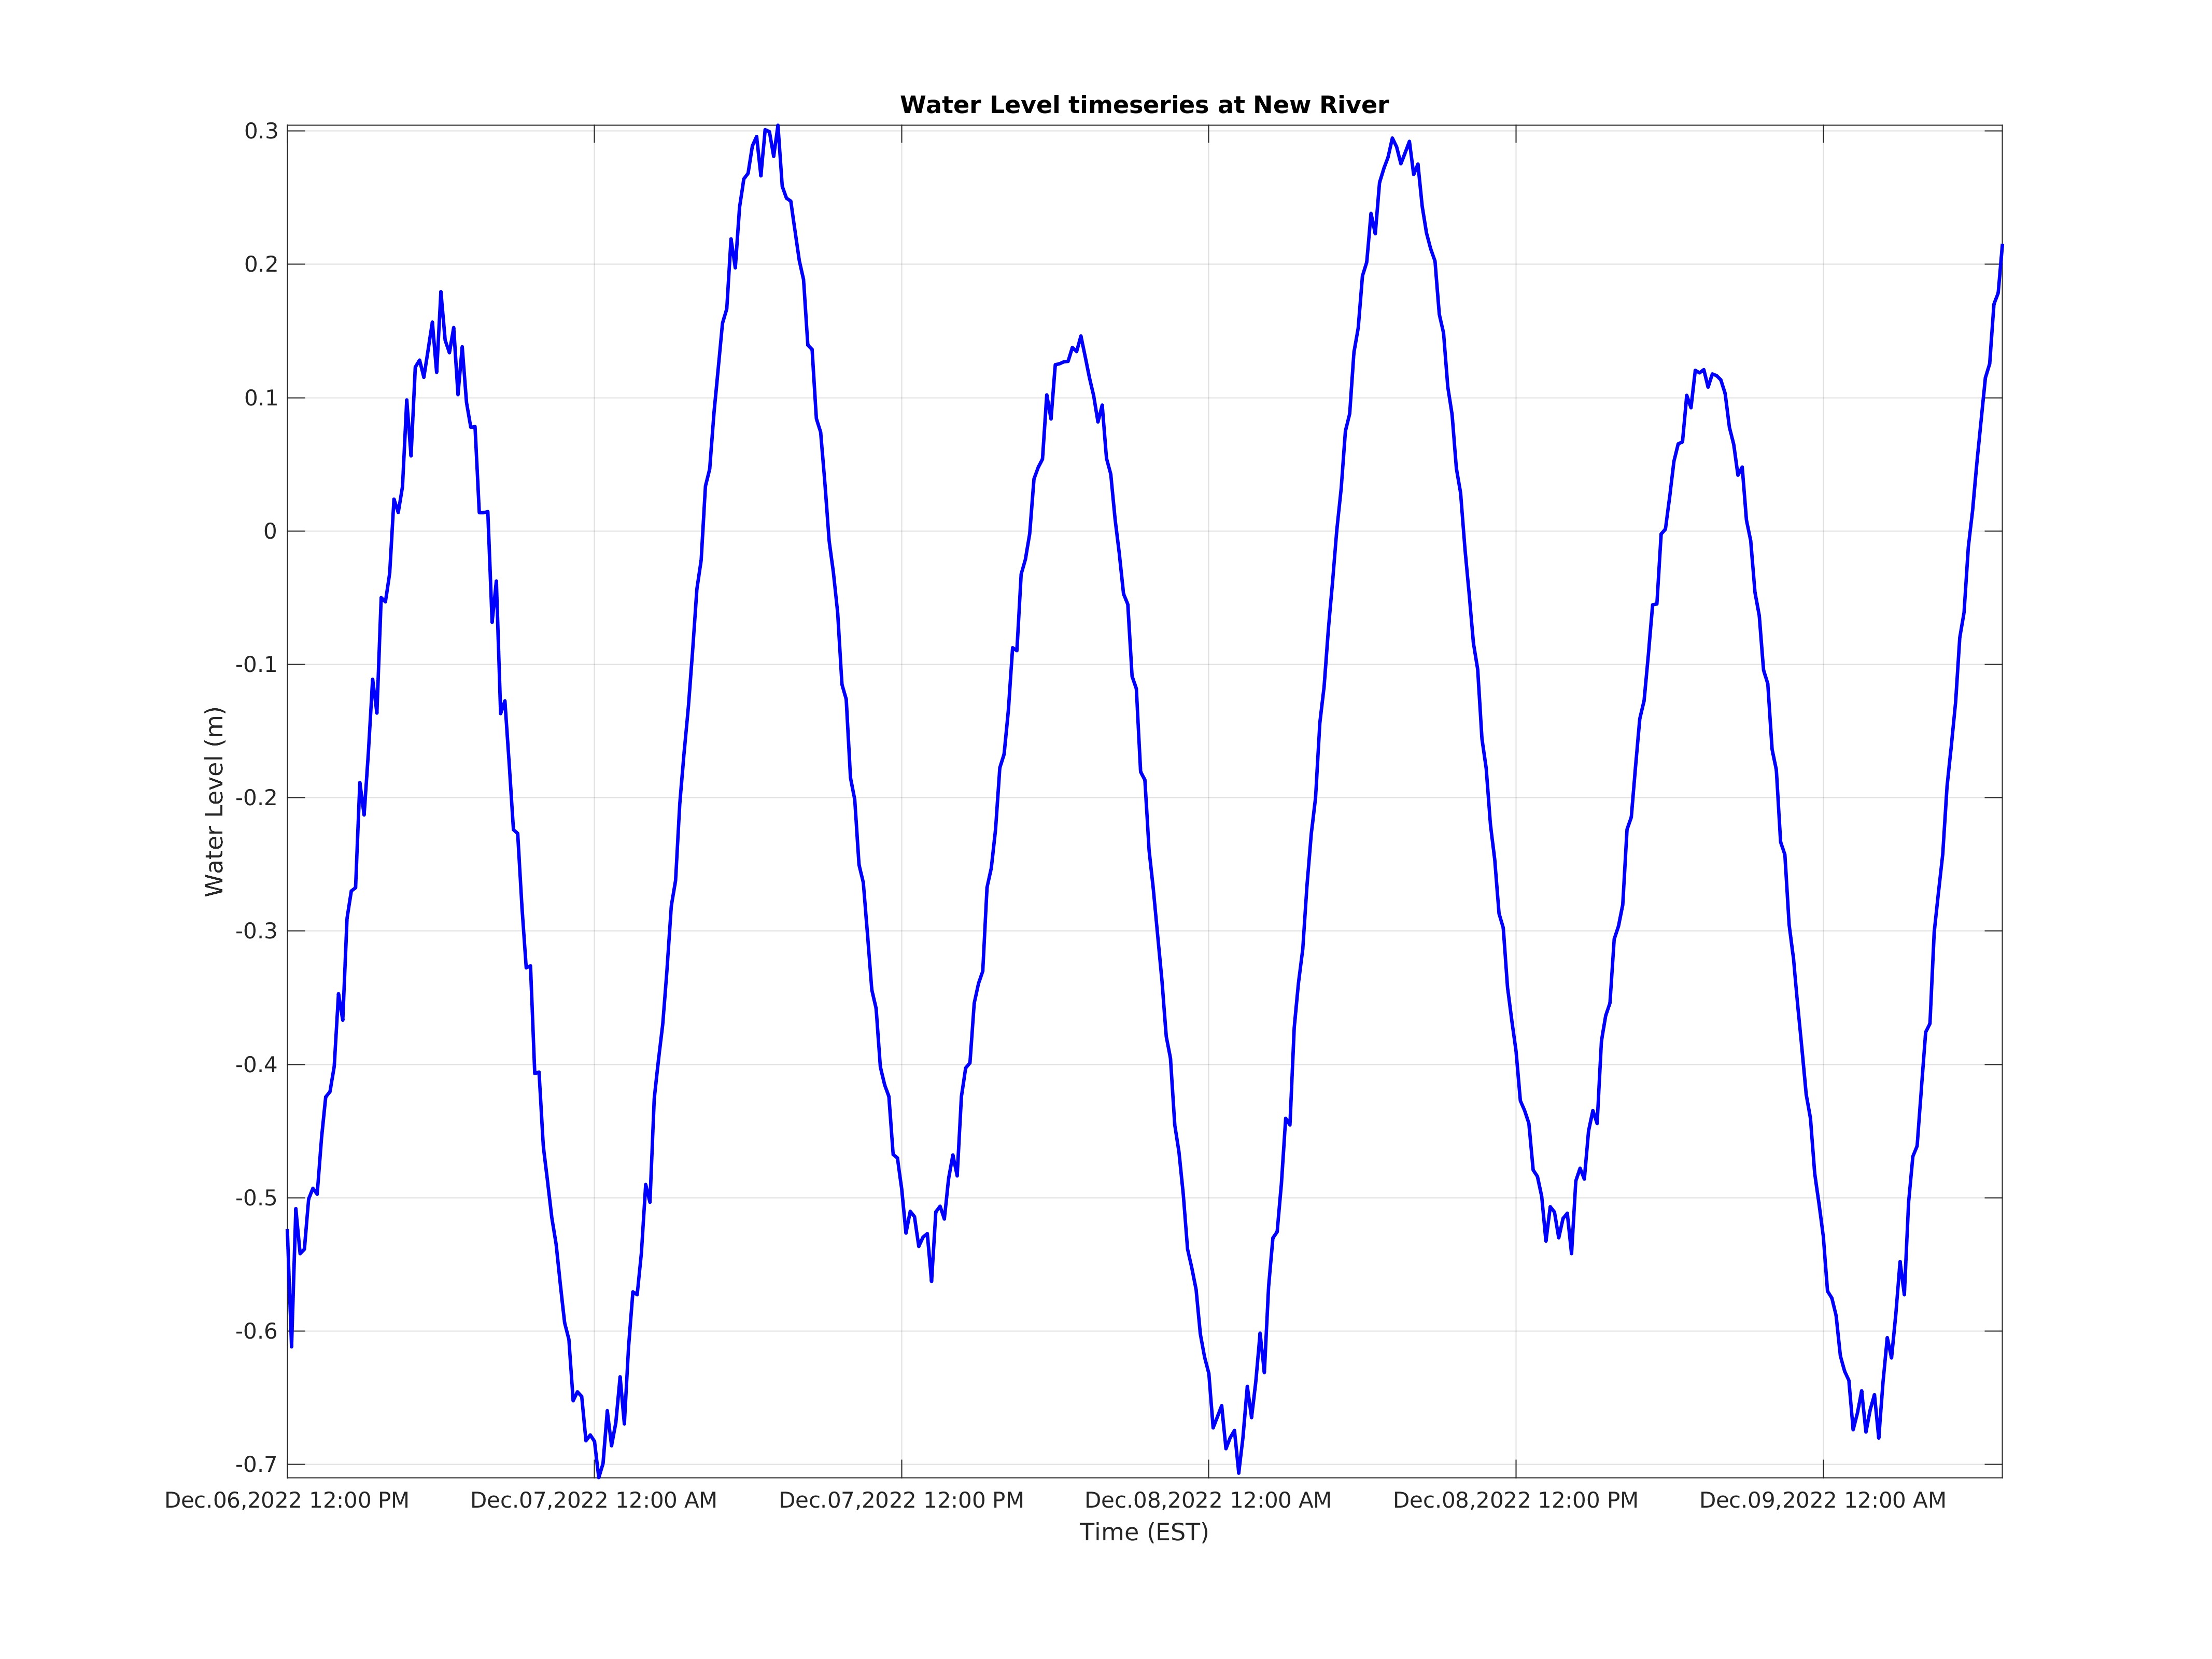 Water Level timeseries at New River
0.3
0.2
0.1
0
-0.1
-0.2
-0.3
-0.4
-0.5
-0.6
-0.7
Water Level (m)
Dec.06,2022 12:00 PM
Dec.07,2022 12:00 AM
Dec.07,2022 12:00 PM
Dec.08,2022 12:00 AM
Dec.08,2022 12:00 PM
Dec.09,2022 12:00 AM
Time (EST)